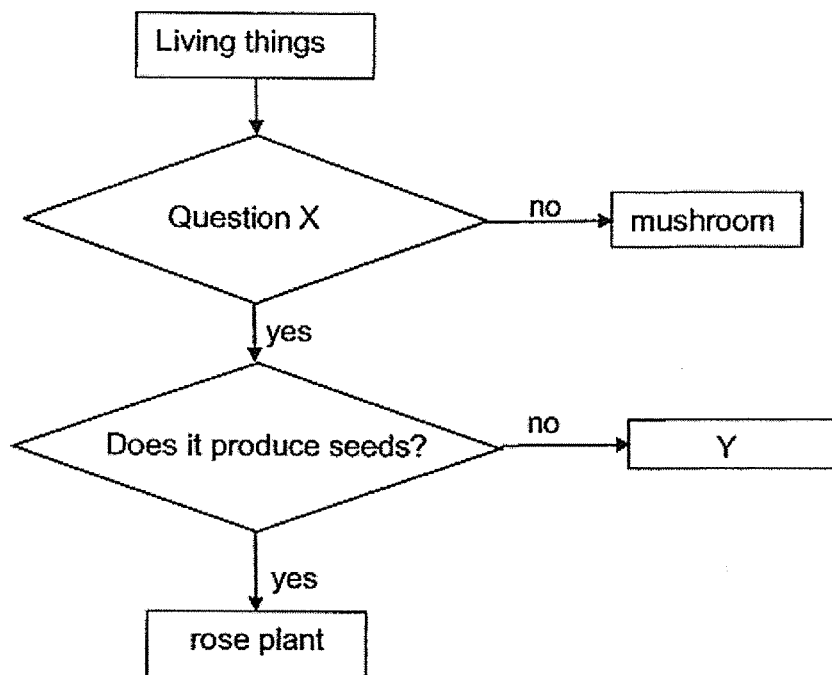 Living things
Question X
no
mushroom
yes
Does it produce seeds?
no
Y
yes
rose plant